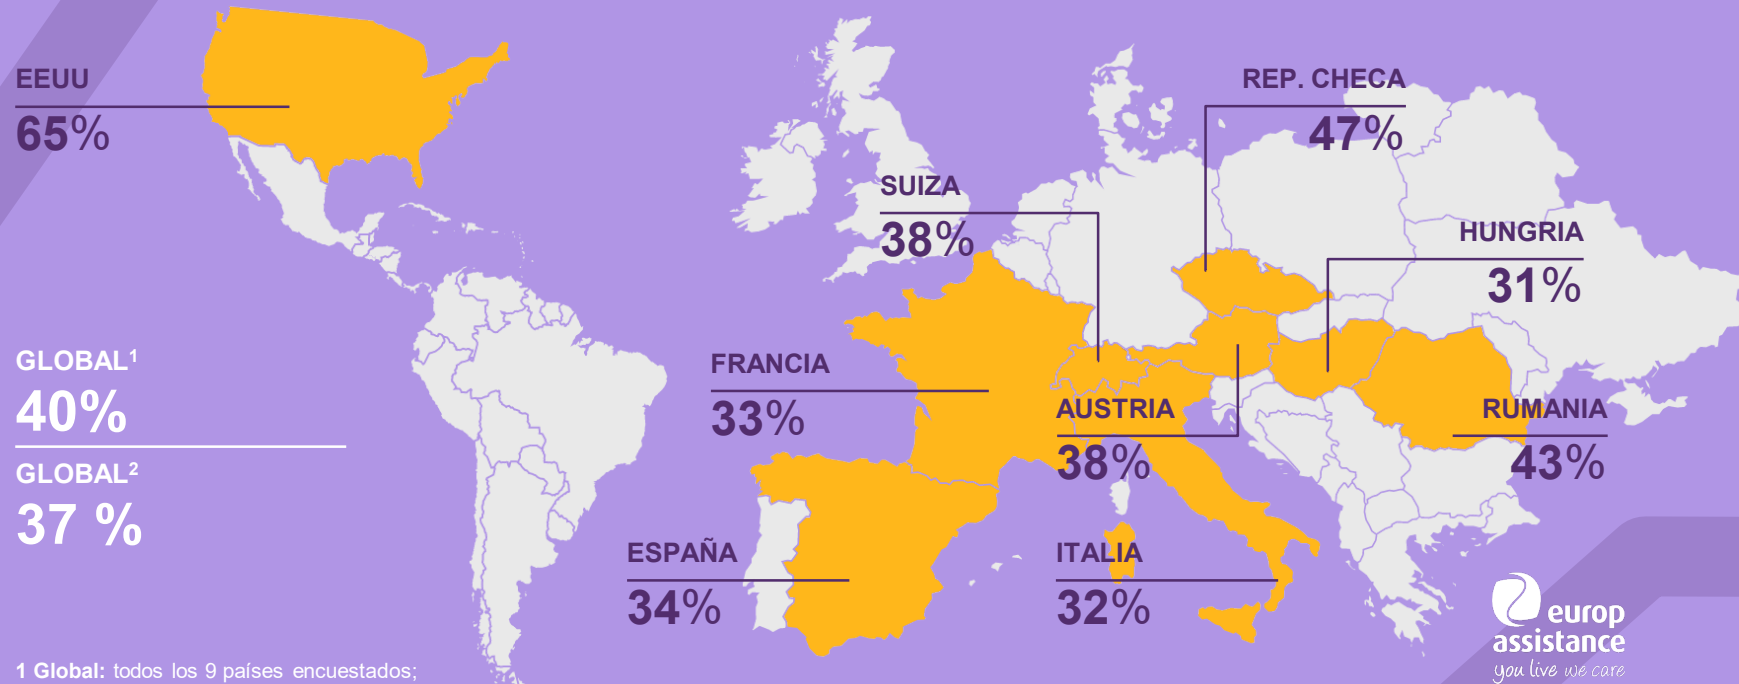 EEUU
65%
REP. CHECA
47%
SUIZA
38%
HUNGRIA
31%
GLOBAL1
40%
FRANCIA
33%
AUSTRIA
38%
RUMANIA
43%
GLOBAL2
37 %
ESPAÑA
34%
ITALIA
32%
europ
assistance
you live we care
1 Global: todos los 9 países encuestados;